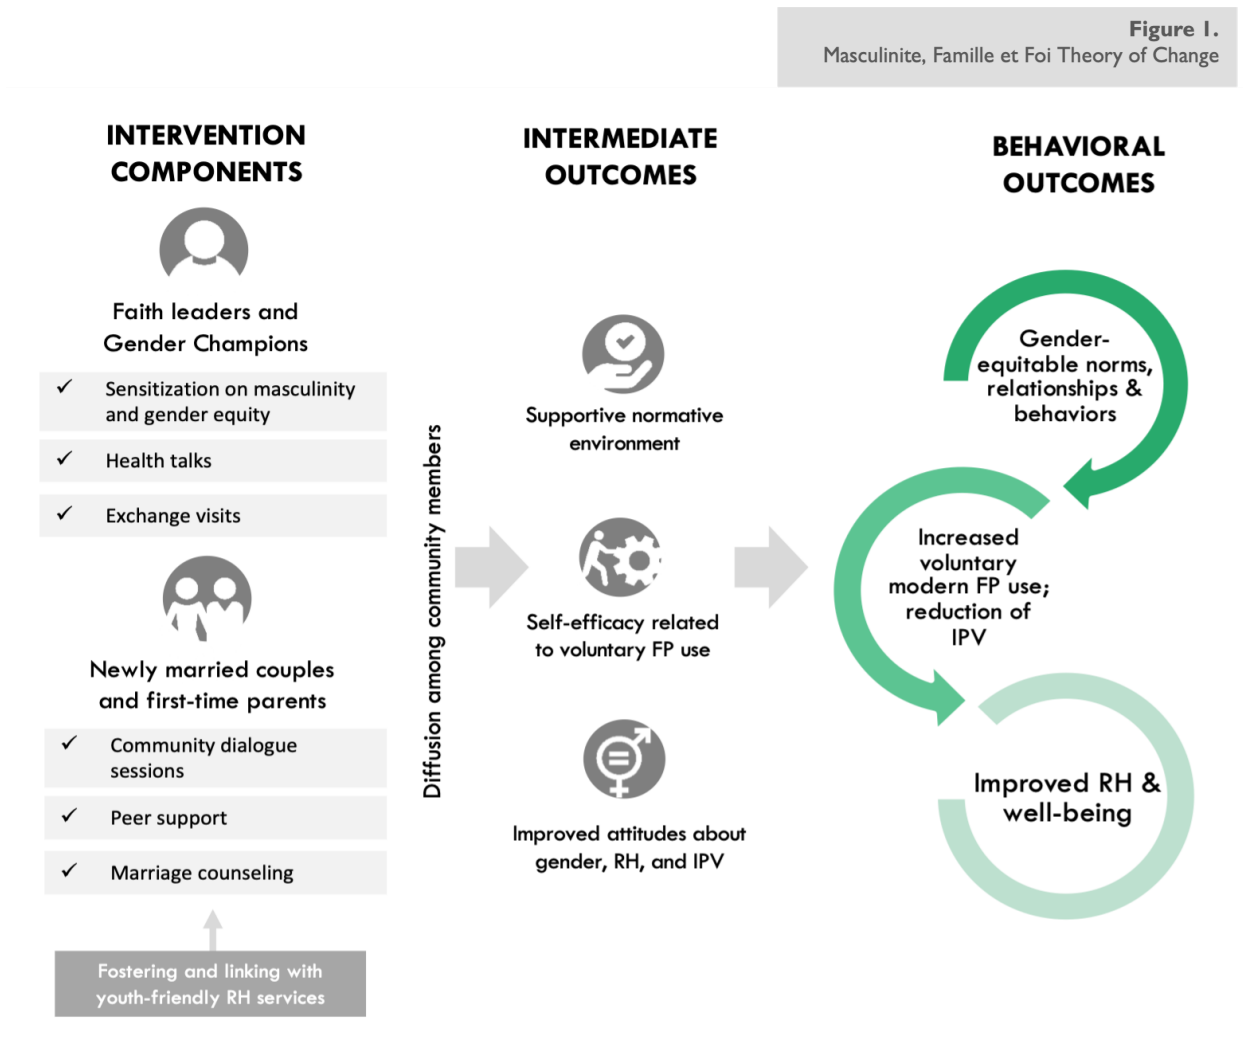 Figure 1.
Masculinite, Famille et Foi Theory of Change
INTERVENTION
COMPONENTS
Faith leaders and
Gender Champions
✓ Sensitization on masculinity
and gender equity
✓ Health talks
✓ Exchange visits
Newly married couples
and first-time parents
✓ Community dialogue
sessions
✓ Peer support
✓ Marriage counseling
Fostering and linking with
youth-friendly RH services
Diffusion among community members
INTERMEDIATE
OUTCOMES
Supportive normative
environment
Self-efficacy related
to voluntary FP use
Improved attitudes about
gender, RH, and IPV
BEHAVIORAL
OUTCOMES
Gender-
equitable norms,
relationships &
behaviors
Increased
voluntary
modern FP use;
reduction of
IPV
Improved RH &
well-being